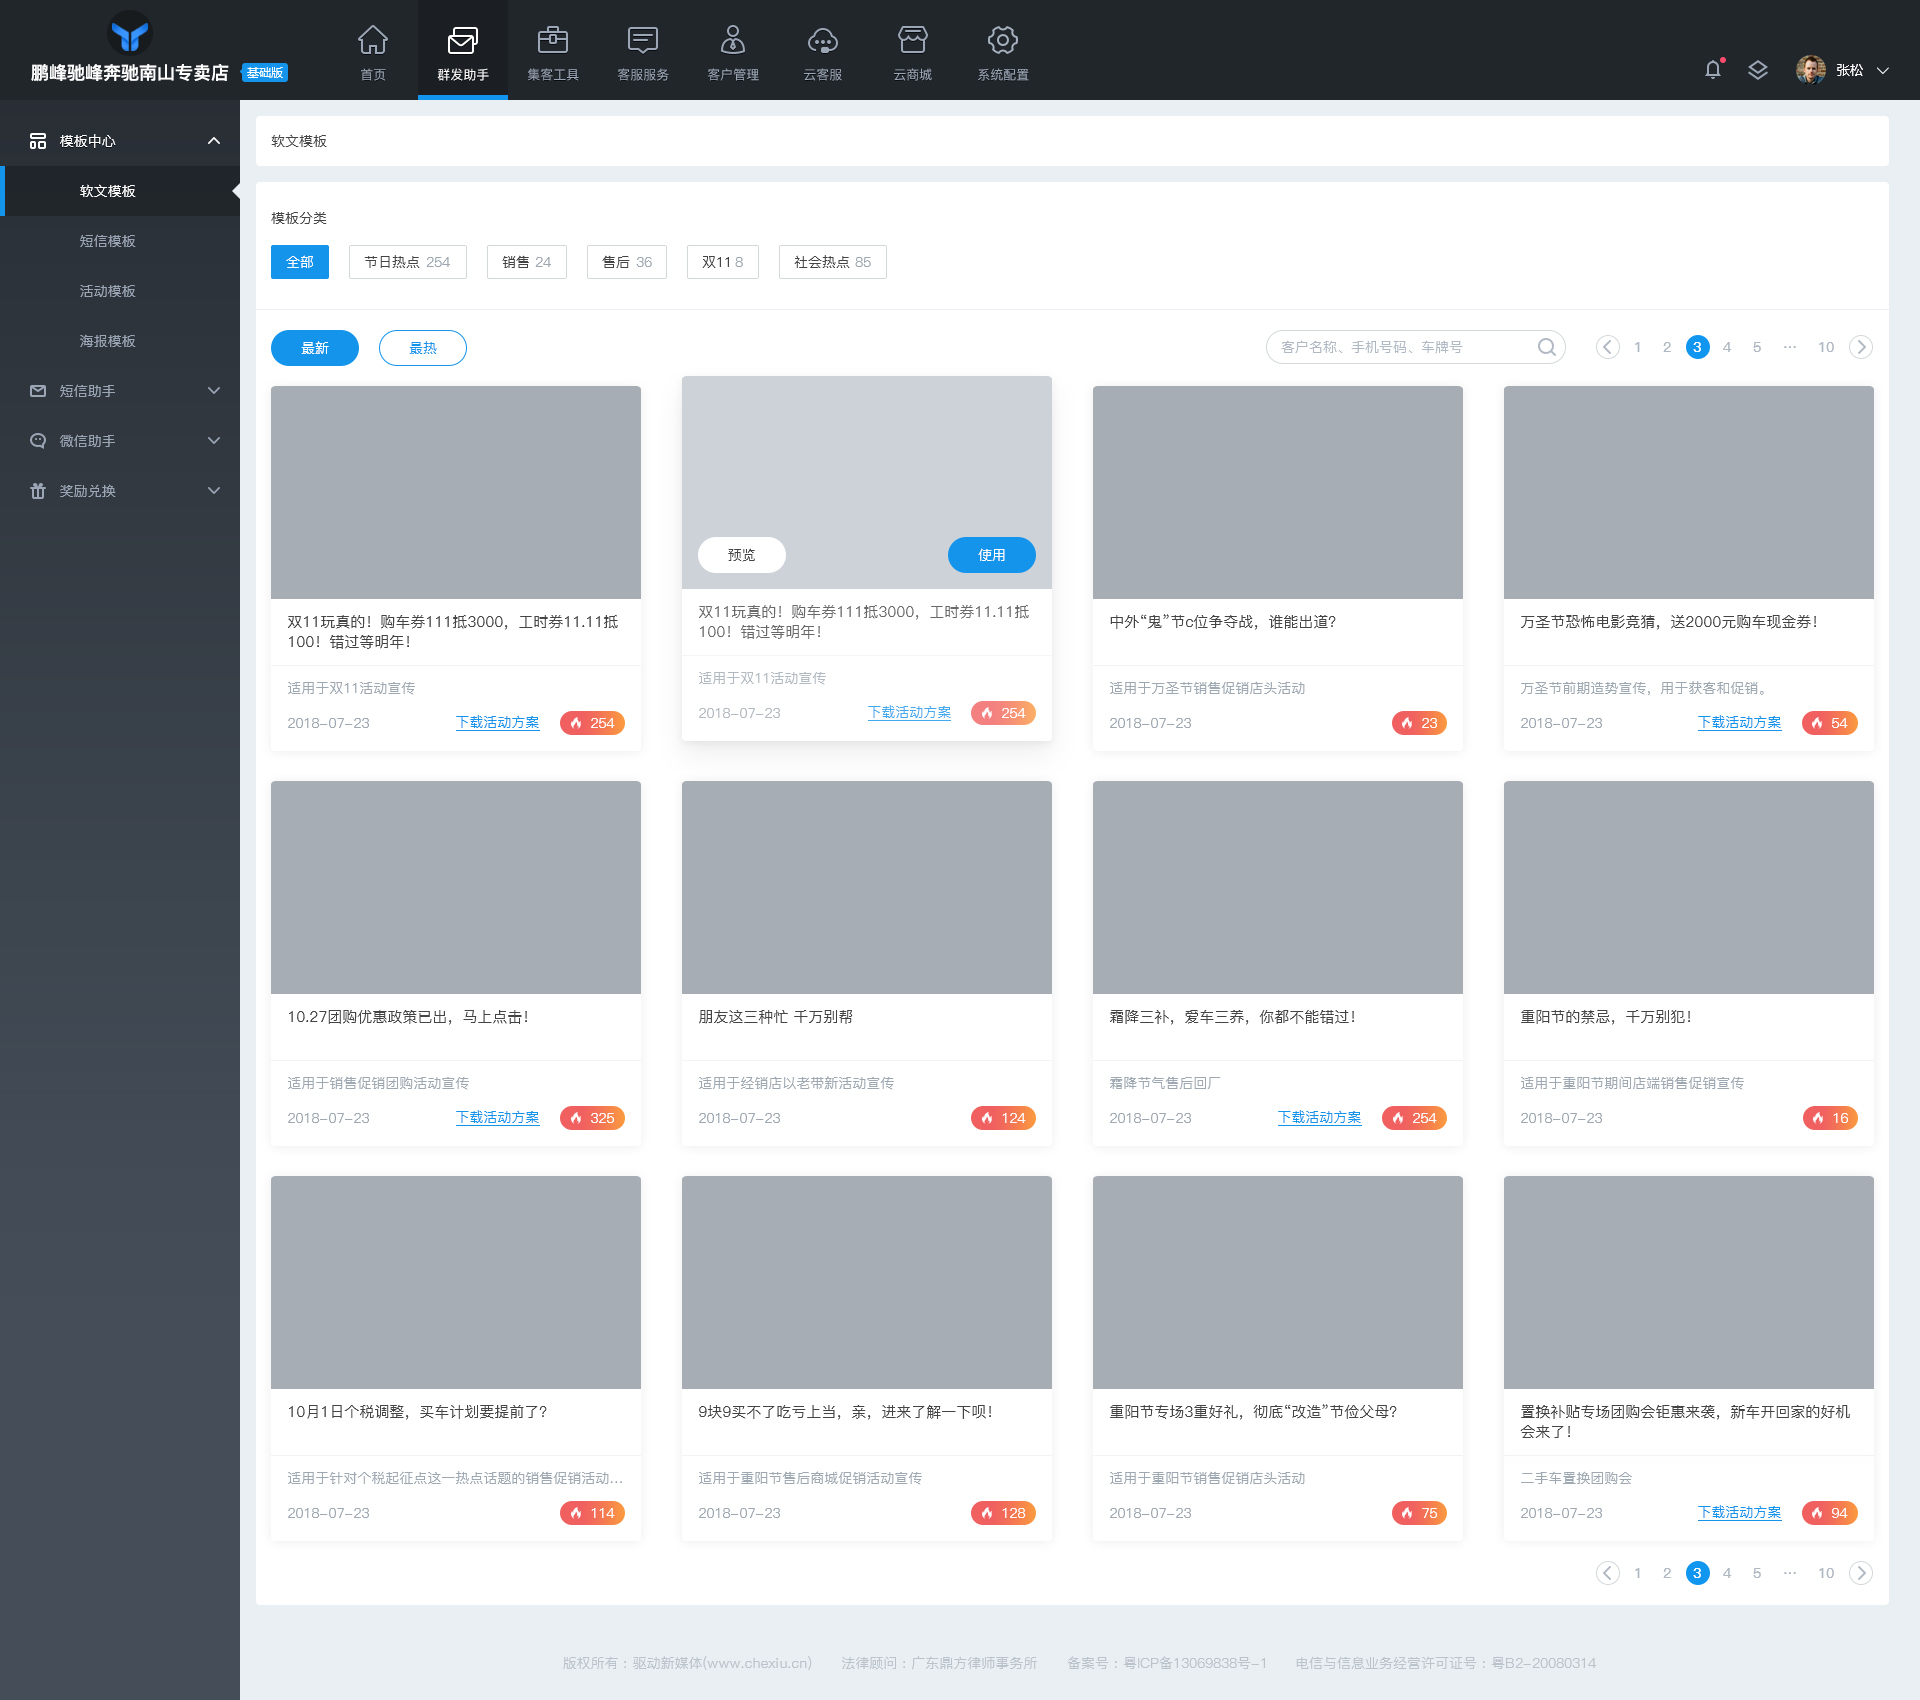 鹏峰驰峰奔驰南山专卖店 基础版
首页 群发助手 集客工具 客服服务 客户管理 云客服 云商城 系统配置
张松
模板中心
软文模板
短信模板
活动模板
海报模板
短信助手
微信助手
奖励兑换
软文模板
模板分类
全部 节日热点 254 销售 24 售后 36 双11 8 社会热点 85
最新 最热 客户名称、手机号码、车牌号 1 2 3 4 5 ··· 10
双11玩真的！购车券111抵3000，工时券11.11抵
100！错过等明年！
适用于双11活动宣传
2018-07-23 下载活动方案 254
预览 使用
双11玩真的！购车券111抵3000，工时券11.11抵
100！错过等明年！
适用于双11活动宣传
2018-07-23 下载活动方案 254
中外“鬼”节c位争夺战，谁能出道？
适用于万圣节销售促销店头活动
2018-07-23 23
万圣节恐怖电影竞猜，送2000元购车现金券！
万圣节前期造势宣传，用于获客和促销。
2018-07-23 下载活动方案 54
10.27团购优惠政策已出，马上点击！
适用于销售促销团购活动宣传
2018-07-23 下载活动方案 325
朋友这三种忙 千万别帮
适用于经销店以老带新活动宣传
2018-07-23 124
霜降三补，爱车三养，你都不能错过！
霜降节气售后回厂
2018-07-23 下载活动方案 254
重阳节的禁忌，千万别犯！
适用于重阳节期间店端销售促销宣传
2018-07-23 16
10月1日个税调整，买车计划要提前了？
适用于针对个税起征点这一热点话题的销售促销活动...
2018-07-23 114
9块9买不了吃亏上当，亲，进来了解一下呗！
适用于重阳节售后商城促销活动宣传
2018-07-23 128
重阳节专场3重好礼，彻底“改造”节俭父母？
适用于重阳节销售促销店头活动
2018-07-23 75
置换补贴专场团购会钜惠来袭，新车开回家的好机
会来了！
二手车置换团购会
2018-07-23 下载活动方案 94
1 2 3 4 5 ··· 10
版权所有：驱动新媒体(www.chexiu.cn) 法律顾问：广东鼎方律师事务所 备案号：粤ICP备13069838号-1 电信与信息业务经营许可证号：粤B2-20080314